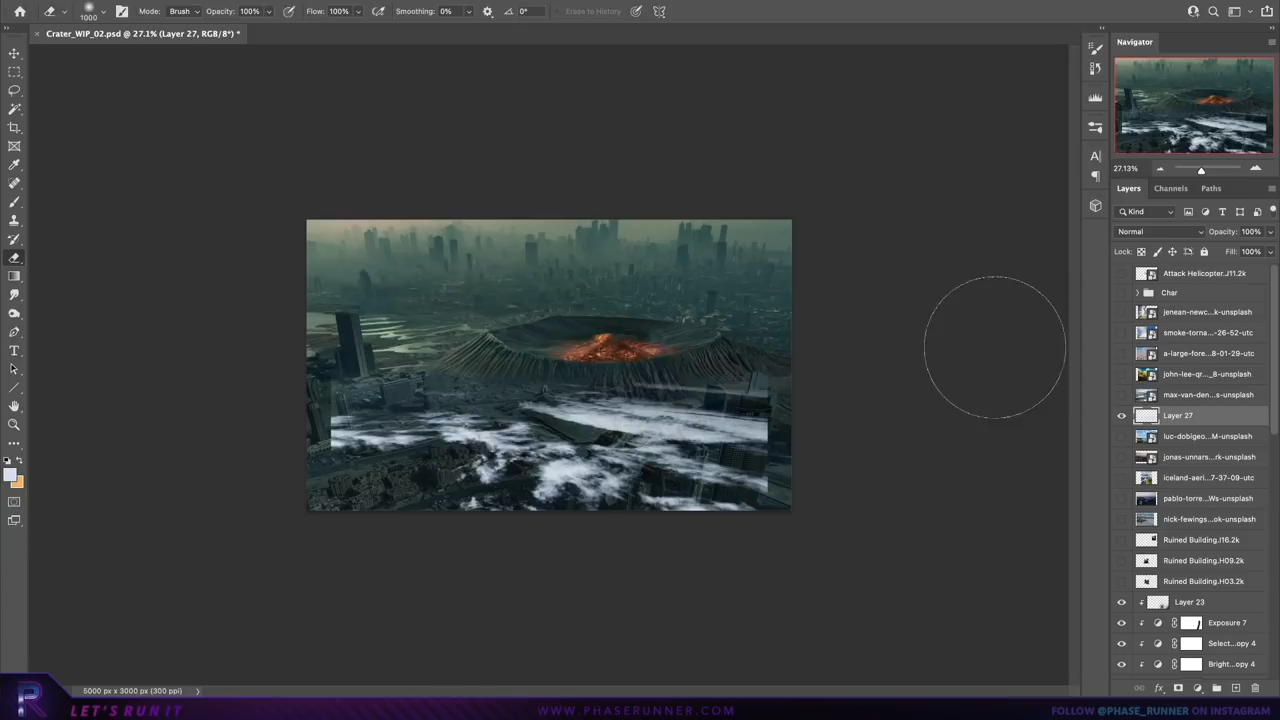 1000
Mode: Brush
Opacity: 100%
Flow: 100%
Smoothing: 0%
0°
Erase to History
Crater_WIP_02.psd @ 27.1% (Layer 27, RGB/8*) *
Navigator
27.13%
Layers
Channels
Paths
Kind
Normal
Opacity: 100%
Lock:
Fill: 100%
Attack Helicopter.J11.2k
Char
jenean-newc...k-unsplash
smoke-torna...-26-52-utc
a-large-fore...8-01-29-utc
john-lee-qr..._B-unsplash
max-van-den...s-unsplash
Layer 27
luc-dobigeo...M-unsplash
jonas-unnars...rk-unsplash
iceland-aeri...7-37-09-utc
pablo-torre...Ws-unsplash
nick-fewings...ok-unsplash
Ruined Building.I16.2k
Ruined Building.H09.2k
Ruined Building.H03.2k
Layer 23
Exposure 7
Select...opy 4
Bright...opy 4
5000 px x 3000 px (300 ppi)
LET'S RUN IT
WWW.PHASERUNNER.COM
FOLLOW @PHASE_RUNNER ON INSTAGRAM